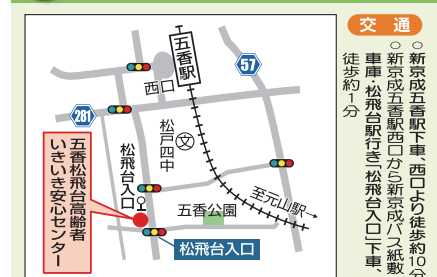 交通
○ 新京成五香駅下車、西口より徒歩約10分
○ 新京成五香駅西口から新京成バス紙敷
車庫・松飛台駅行き「松飛台入口」下車、
徒歩約1分
五香駅
西口
57
281
松戸四中
文
松飛台入口
五香松飛台高齢者
いきいき安心センター
五香公園
至元山駅→
松飛台入口